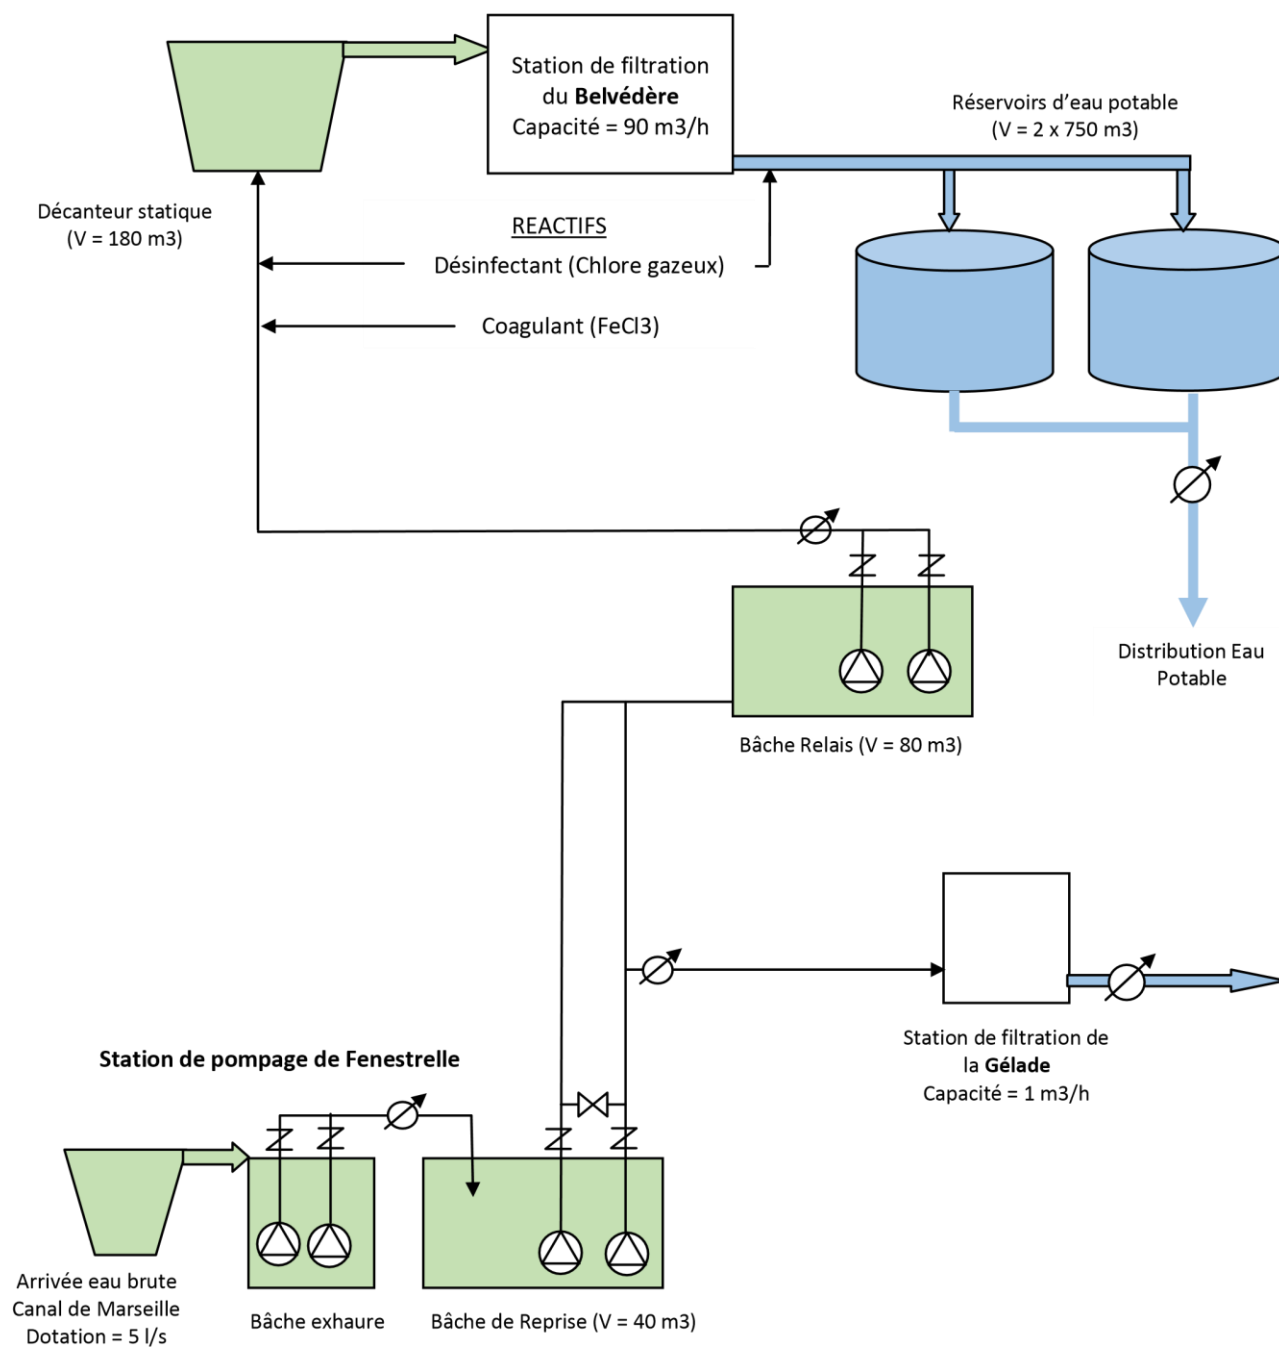 Station de filtration
du Belvédère
Capacité = 90 m3/h
Réservoirs d'eau potable
(V = 2 x 750 m3)
Décanteur statique
(V = 180 m3)
REACTIFS
Désinfectant (Chlore gazeux)
Coagulant (FeCl3)
Distribution Eau
Potable
Bâche Relais (V = 80 m3)
Station de filtration de
la Gélade
Capacité = 1 m3/h
Station de pompage de Fenestrelle
Arrivée eau brute
Canal de Marseille
Dotation = 5 l/s
Bâche exhaure
Bâche de Reprise (V = 40 m3)